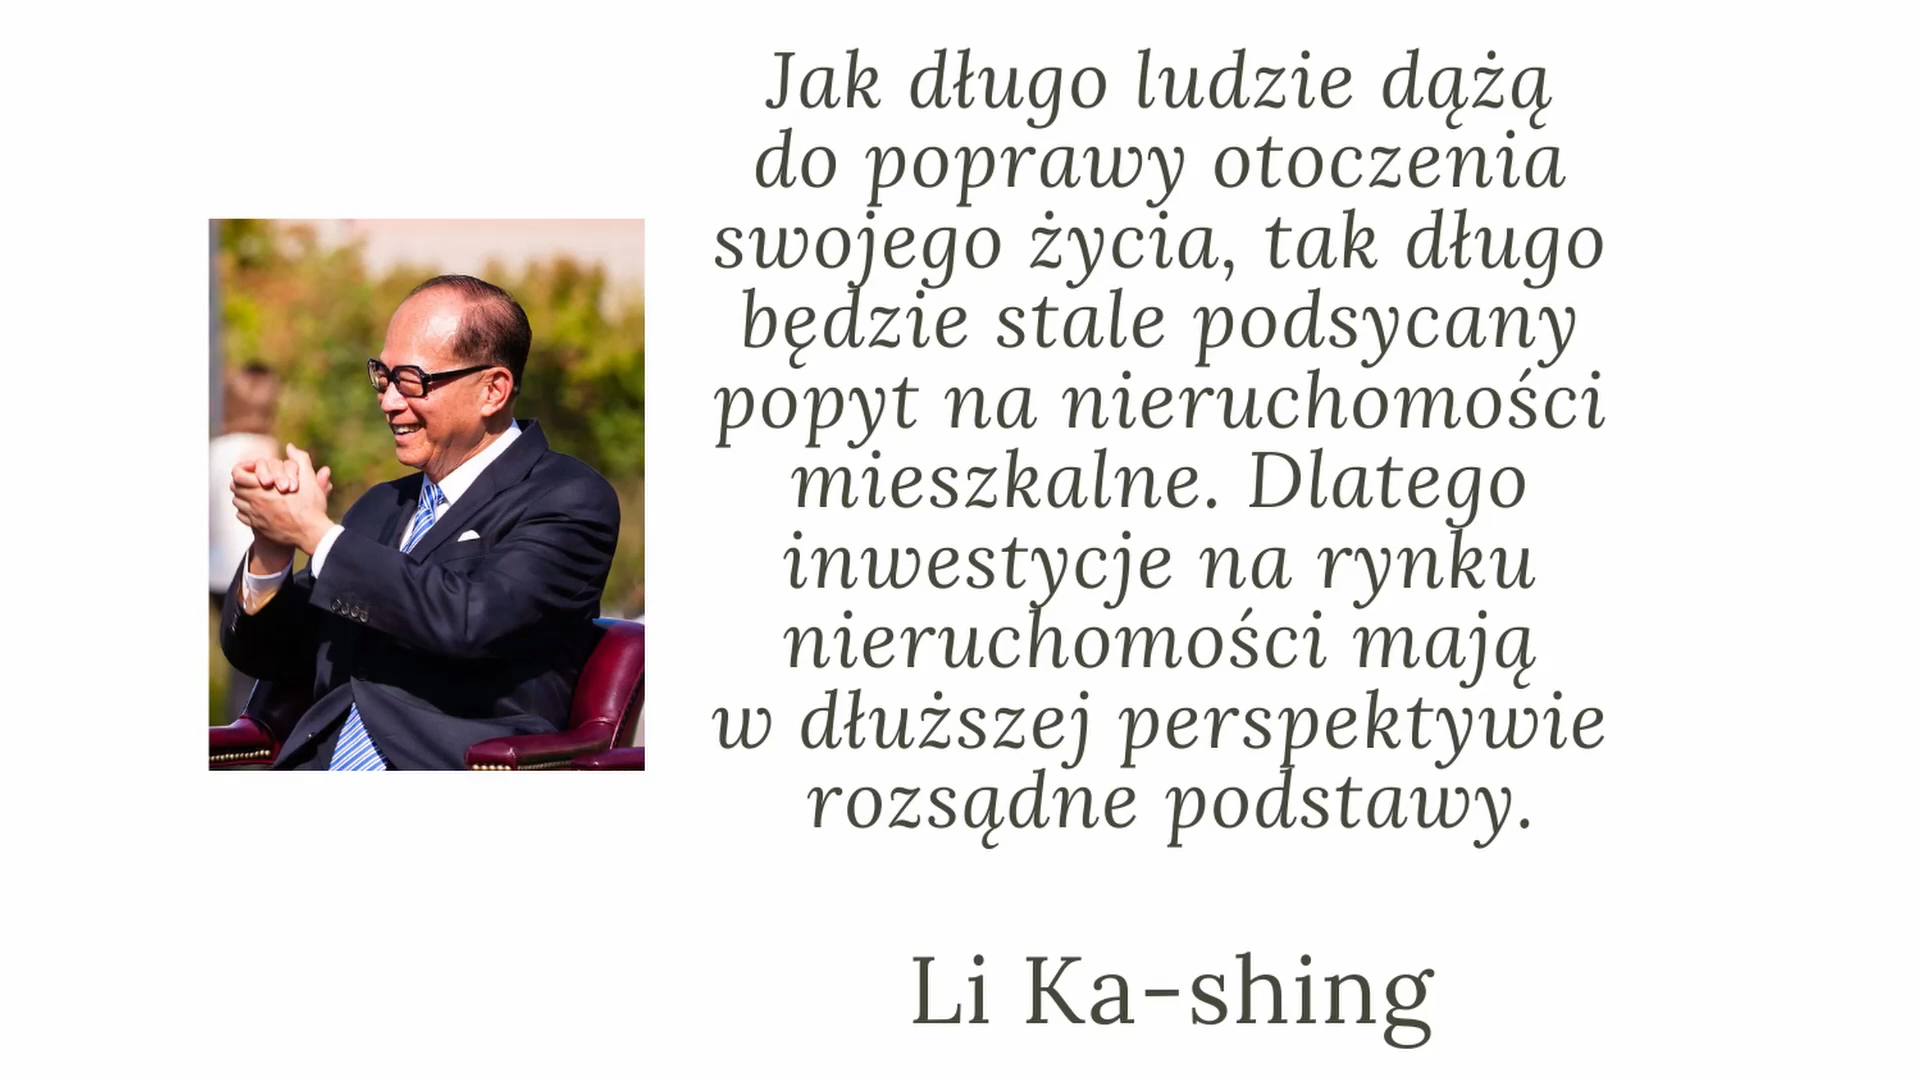 Jak długo ludzie dążą
do poprawy otoczenia
swojego życia, tak długo
będzie stale podsycany
popyt na nieruchomości
mieszkalne. Dlatego
inwestycje na rynku
nieruchomości mają
w dłuższej perspektywie
rozsądne podstawy.
Li Ka-shing